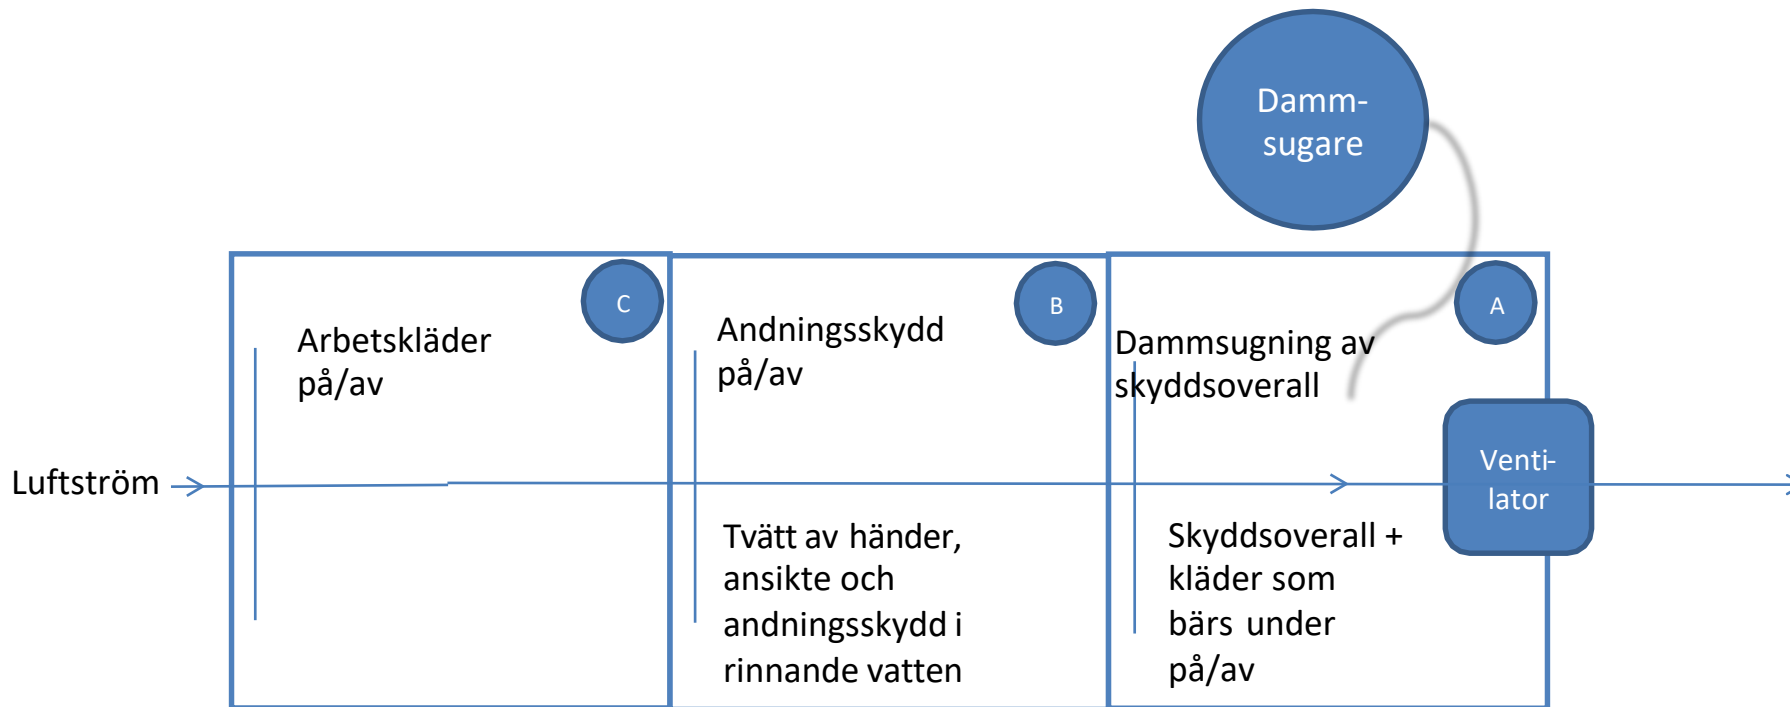 Damm-
sugare
C
Arbetskläder
på/av
B
Andningsskydd
på/av
A
Dammsugning av
skyddsoverall
Luftström
Venti-
lator
Tvätt av händer,
ansikte och
andningsskydd i
rinnande vatten
Skyddsoverall +
kläder som
bärs under
på/av